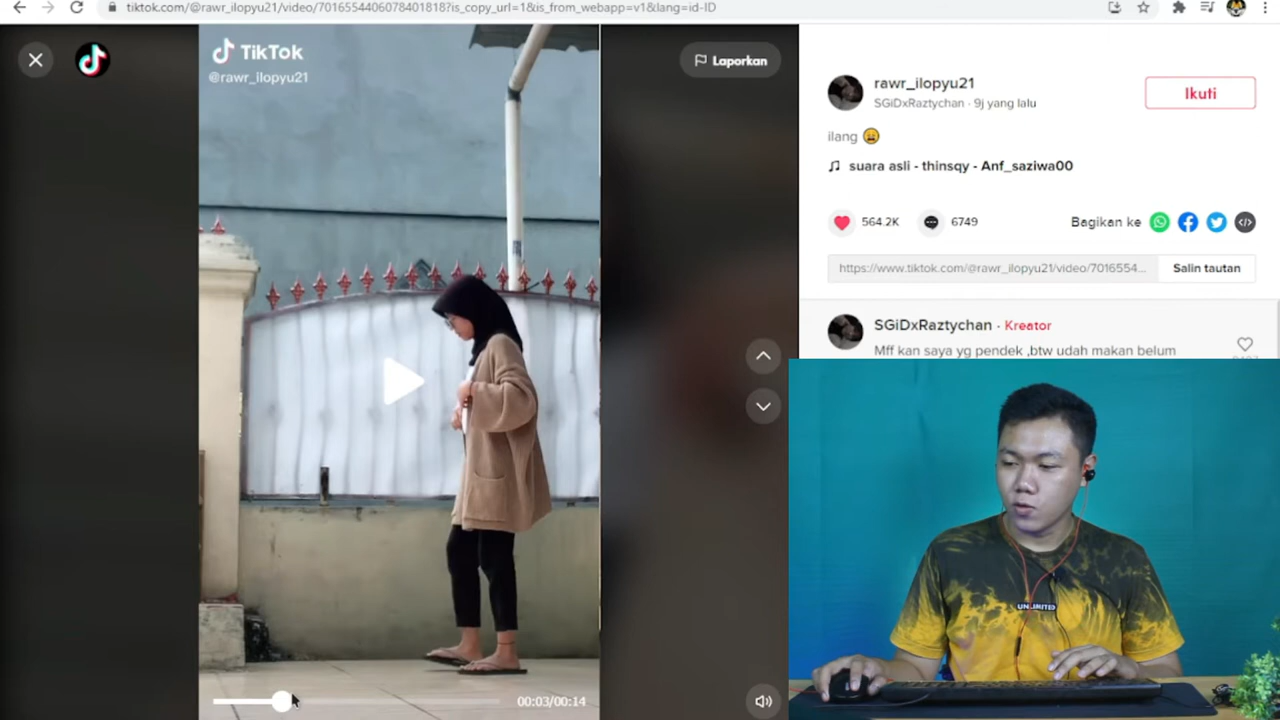 tiktok.com/@rawr_ilopyu21/video/7016554406078401818?is_copy_url=1&is_from_webapp=v1&lang=id-ID
TikTok
@rawr_ilopyu21
Laporkan
rawr_ilopyu21
SGiDxRaztychan · 9j yang lalu
Ikuti
ilang 😩
suara asli - thinsqy - Anf_saziwa00
564.2K
6749
Bagikan ke
https://www.tiktok.com/@rawr_ilopyu21/video/7016554...
Salin tautan
SGiDxRaztychan · Kreator
Mff kan saya yg pendek ,btw udah makan belum
UNLIMITED
00:03/00:14